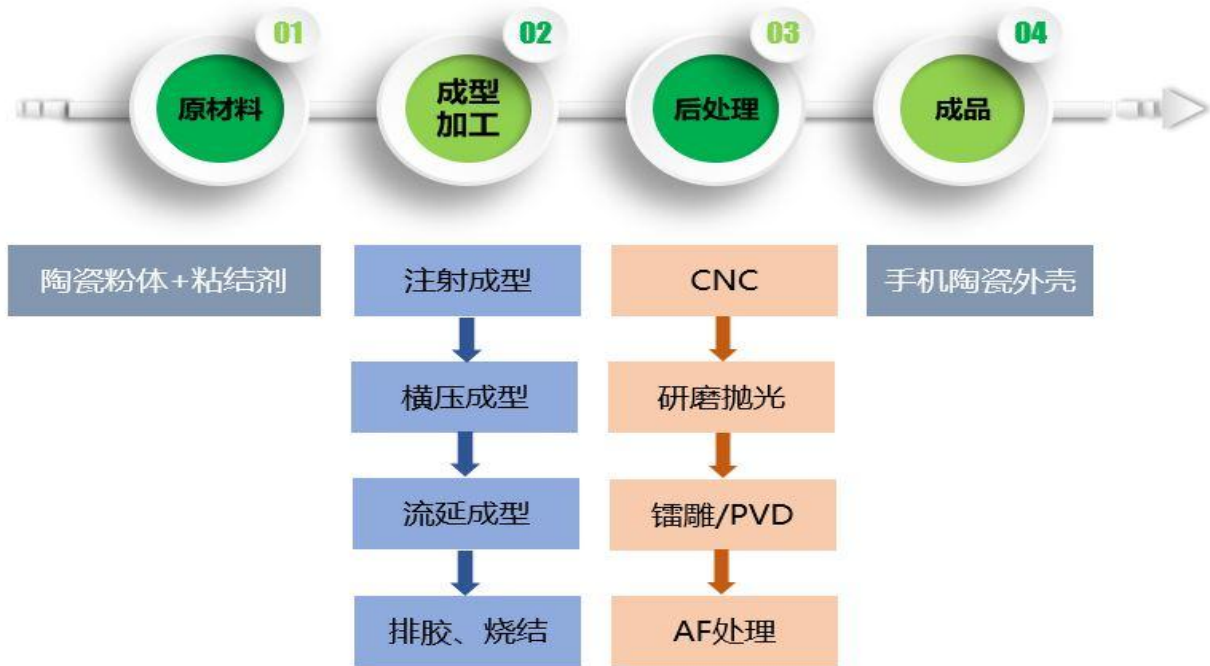 01
02
03
04
原材料
成型
加工
后处理
成品
陶瓷粉体+粘结剂
注射成型
CNC
手机陶瓷外壳
横压成型
研磨抛光
流延成型
镭雕/PVD
排胶、烧结
AF处理